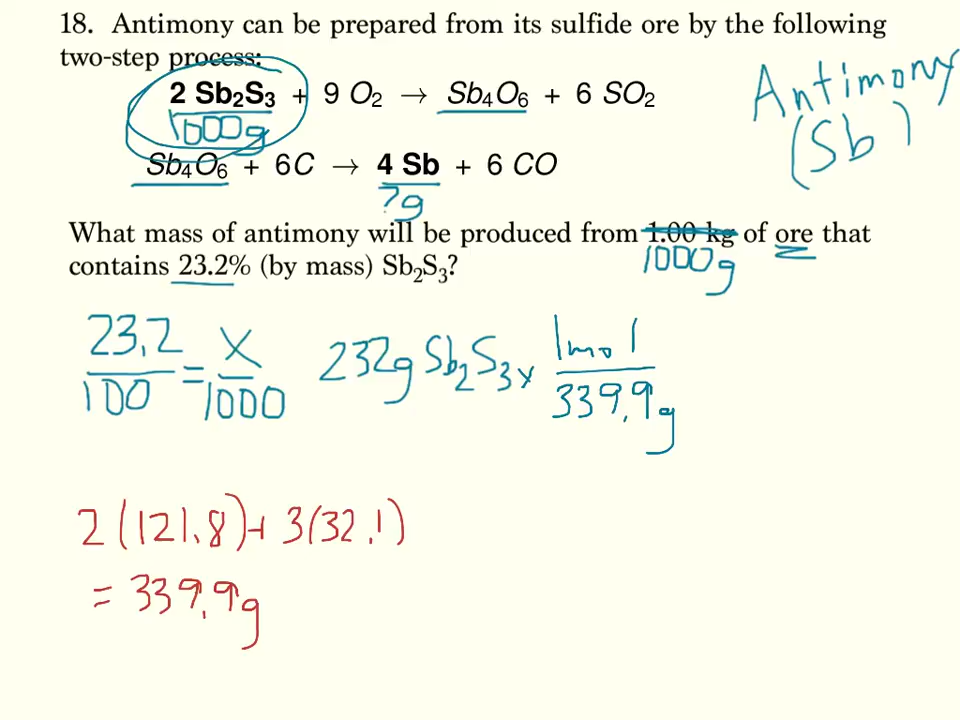 18. Antimony can be prepared from its sulfide ore by the following
two-step process:
2 Sb₂S₃ + 9 O₂ → Sb₄O₆ + 6 SO₂
1000g
Antimony
(Sb)
Sb₄O₆ + 6C → 4 Sb + 6 CO
?g
What mass of antimony will be produced from 1.00 kg of ore that
1000g
contains 23.2% (by mass) Sb₂S₃?
23.2/100 = X/1000 232g Sb₂S₃ x 1mol/339.9g
2(121.8)+ 3(32.1)
= 339.9g